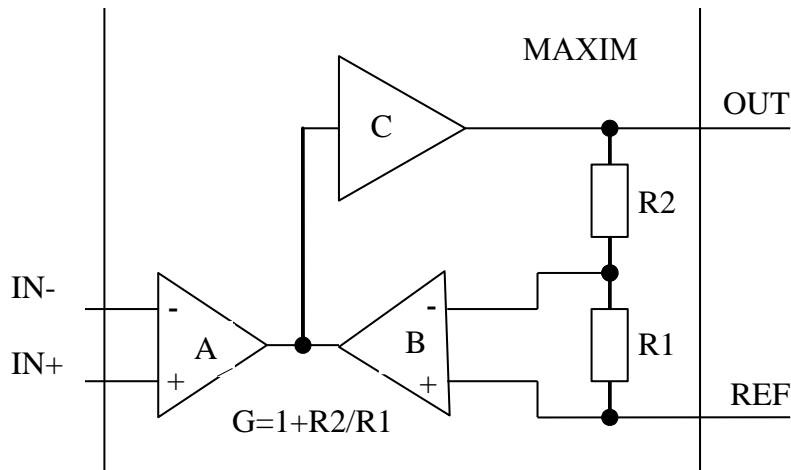 MAXIM
OUT
C
R2
IN-
-
-
A
B
R1
IN+
+
+
REF
G=1+R2/R1